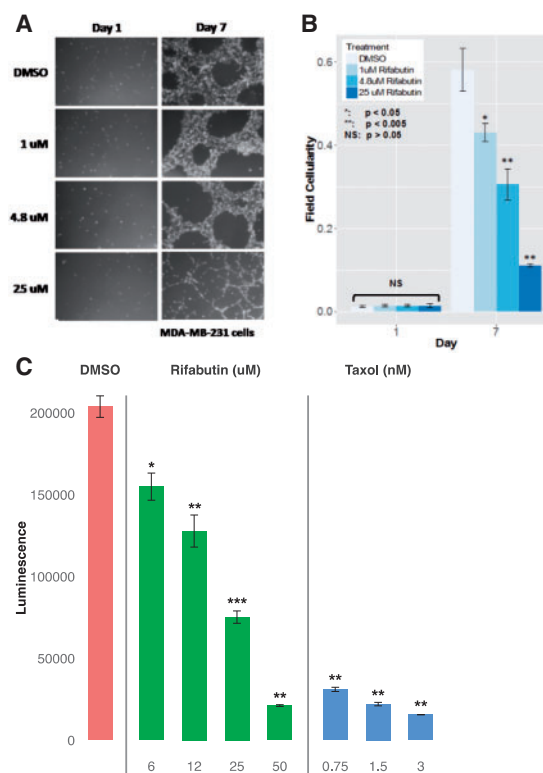 A
Day 1
Day 7
DMSO
1 uM
4.8 uM
25 uM
MDA-MB-231 cells
B
Treatment
DMSO
1uM Rifabutin
4.8uM Rifabutin
25 uM Rifabutin
*: p < 0.05
**: p < 0.005
NS: p > 0.05
Field Cellularity
0.6
0.4
0.2
0.0
NS
*
**
**
1
7
Day
C
DMSO
Rifabutin (uM)
Taxol (nM)
Luminescence
200000
150000
100000
50000
0
*
**
***
**
**
**
**
6 12 25 50 0.75 1.5 3